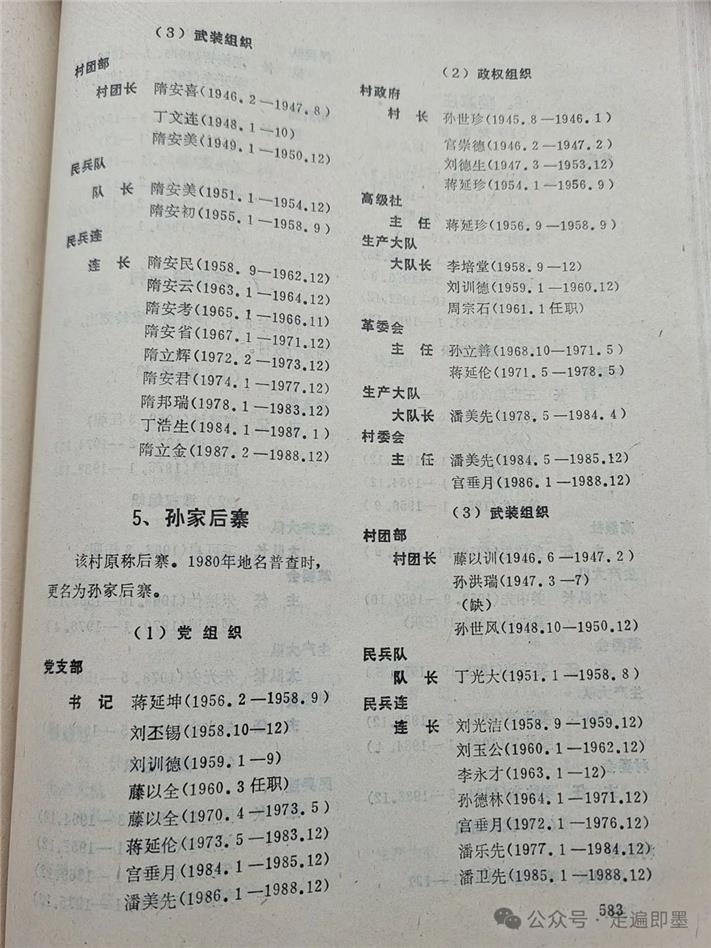 (3) 武装组织
村团部
村团长 隋安喜(1946.2—1947.8)
丁文连(1948.1—10)
隋安美(1949.1—1950.12)
民兵队
队 长 隋安美(1951.1—1954.12)
隋安初(1955.1—1958.9)
民兵连
连 长 隋安民(1958.9—1962.12)
隋安云(1963.1—1964.12)
隋安考(1965.1—1966.11)
隋安省(1967.1—1971.12)
隋立辉(1972.2—1973.12)
隋安君(1974.1—1977.12)
隋邦瑞(1978.1—1983.12)
丁浩生(1984.1—1987.1)
隋立金(1987.2—1988.12)
5、孙家后寨
该村原称后寨。1980年地名普查时,
更名为孙家后寨。
(1) 党 组 织
党支部
书 记 蒋延坤(1956.2—1958.9)
刘丕锡(1958.10—12)
刘训德(1959.1—9)
藤以全(1960.3任职)
藤以全(1970.4—1973.5)
蒋延伦(1973.5—1983.12)
宫垂月(1984.1—1985.12)
潘美先(1986.1—1988.12)
(2) 政权组织
村政府
村 长 孙世珍(1945.8—1946.1)
官崇德(1946.2—1947.2)
刘德生(1947.3—1953.12)
蒋延珍(1954.1—1956.9)
高级社
主 任 蒋延珍(1956.9—1958.9)
生产大队
大队长 李培堂(1958.9—12)
刘训德(1959.1—1960.12)
周宗石(1961.1任职)
革委会
主 任 孙立善(1968.10—1971.5)
蒋延伦(1971.5—1978.5)
生产大队
大队长 潘美先(1978.5—1984.4)
村委会
主 任 潘美先(1984.5—1985.12)
宫垂月(1986.1—1988.12)
(3) 武装组织
村团部
村团长 藤以训(1946.6—1947.2)
孙洪瑞(1947.3—7)
(缺)
孙世风(1948.10—1950.12)
民兵队
队 长 丁光大(1951.1—1958.8)
民兵连
连 长 刘光洁(1958.9—1959.12)
刘玉公(1960.1—1962.12)
李永才(1963.1—12)
孙德林(1964.1—1971.12)
宫垂月(1972.1—1976.12)
潘乐先(1977.1—1984.12)
潘卫先(1985.1—1988.12)
583
公众号·走遍即墨